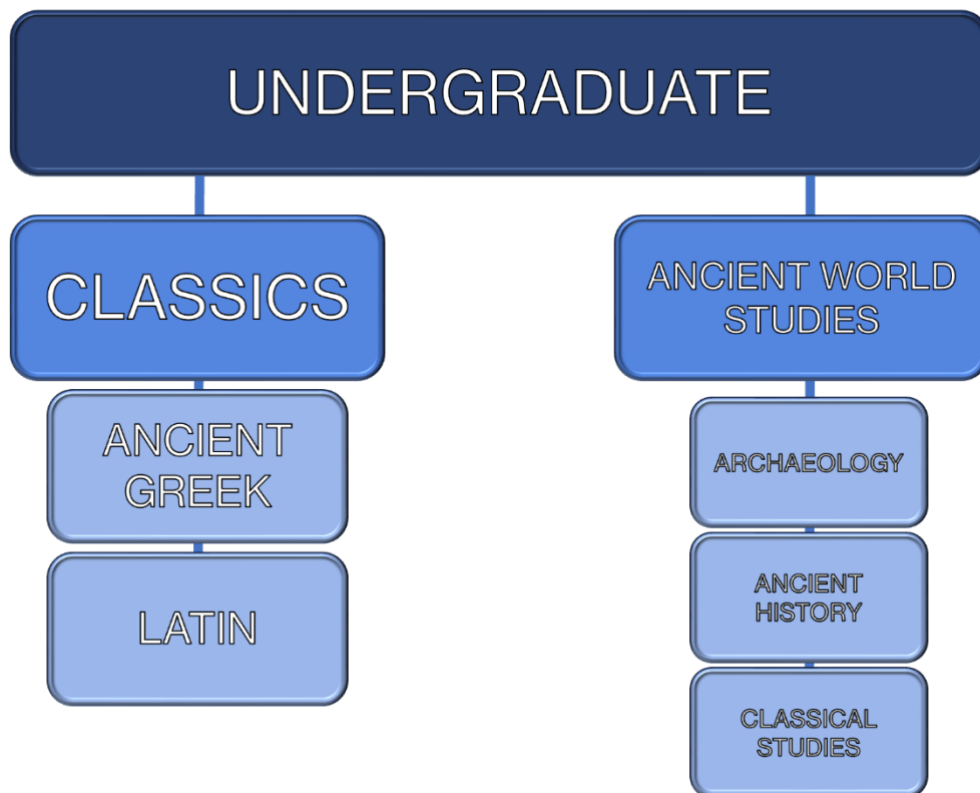 UNDERGRADUATE
CLASSICS
ANCIENT GREEK
LATIN
ANCIENT WORLD
STUDIES
ARCHAEOLOGY
ANCIENT
HISTORY
CLASSICAL
STUDIES